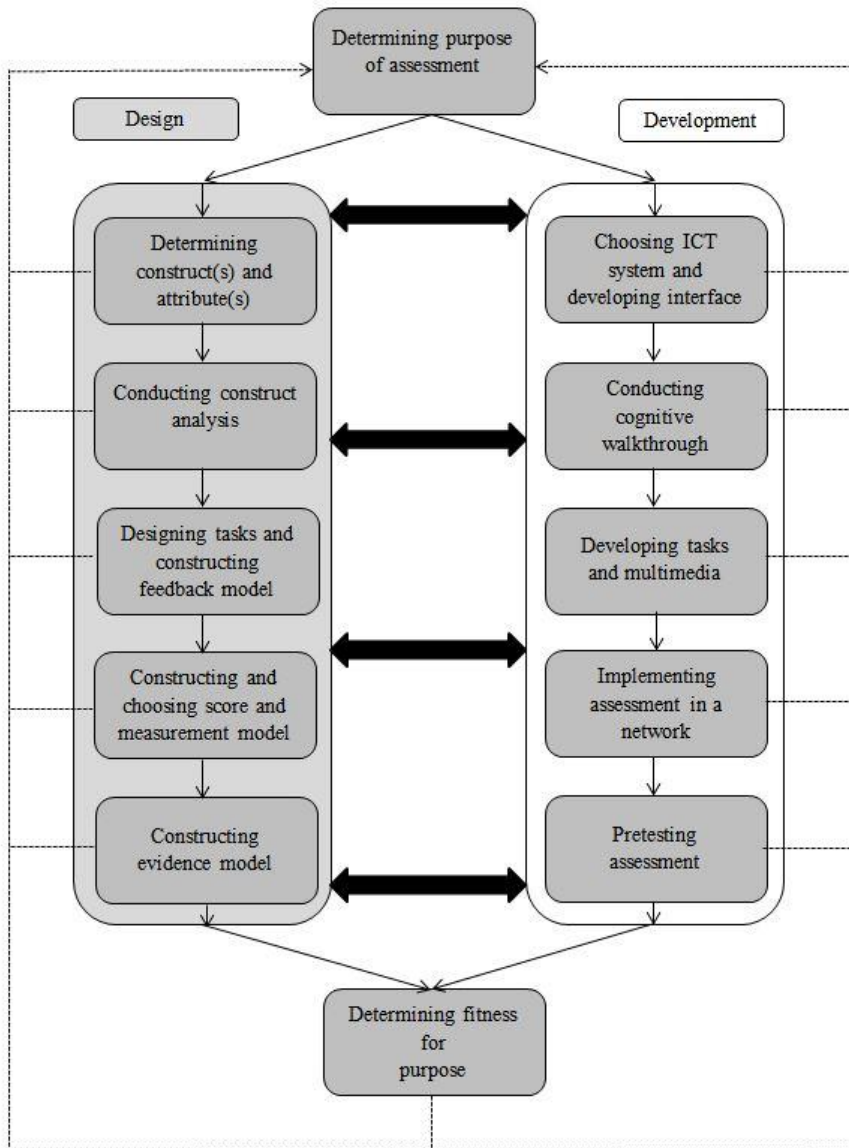 Determining purpose
of assessment
Design
Development
Determining
construct(s) and
attribute(s)
Choosing ICT
system and
developing interface
Conducting construct
analysis
Conducting
cognitive
walkthrough
Designing tasks and
constructing
feedback model
Developing tasks
and multimedia
Constructing and
choosing score and
measurement model
Implementing
assessment in a
network
Constructing
evidence model
Pretesting
assessment
Determining fitness
for
purpose